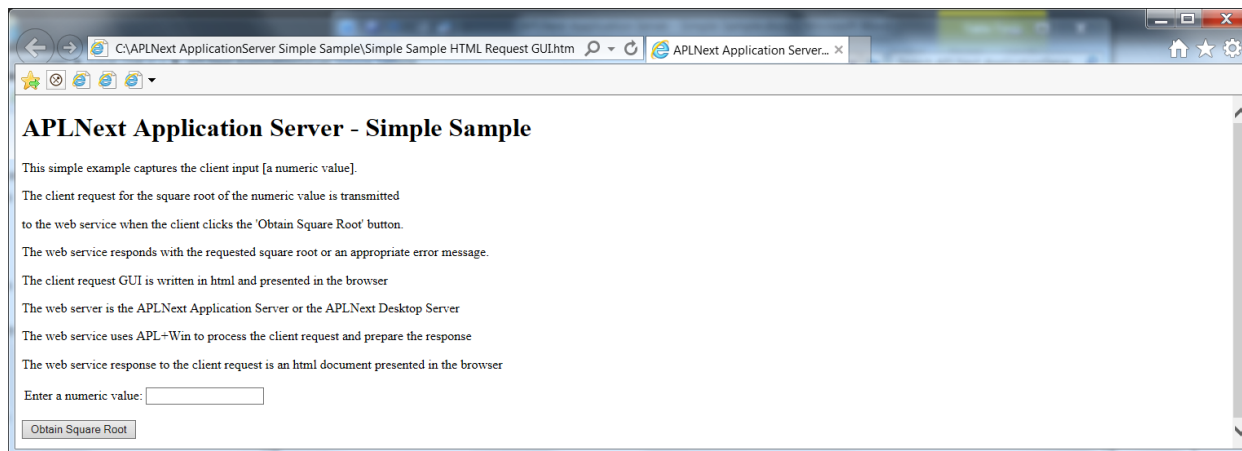 C:\APLNext ApplicationServer Simple Sample\Simple Sample HTML Request GUI.htm
APLNext Application Server...
APLNext Application Server - Simple Sample
This simple example captures the client input [a numeric value].
The client request for the square root of the numeric value is transmitted
to the web service when the client clicks the 'Obtain Square Root' button.
The web service responds with the requested square root or an appropriate error message.
The client request GUI is written in html and presented in the browser
The web server is the APLNext Application Server or the APLNext Desktop Server
The web service uses APL+Win to process the client request and prepare the response
The web service response to the client request is an html document presented in the browser
Enter a numeric value:
Obtain Square Root